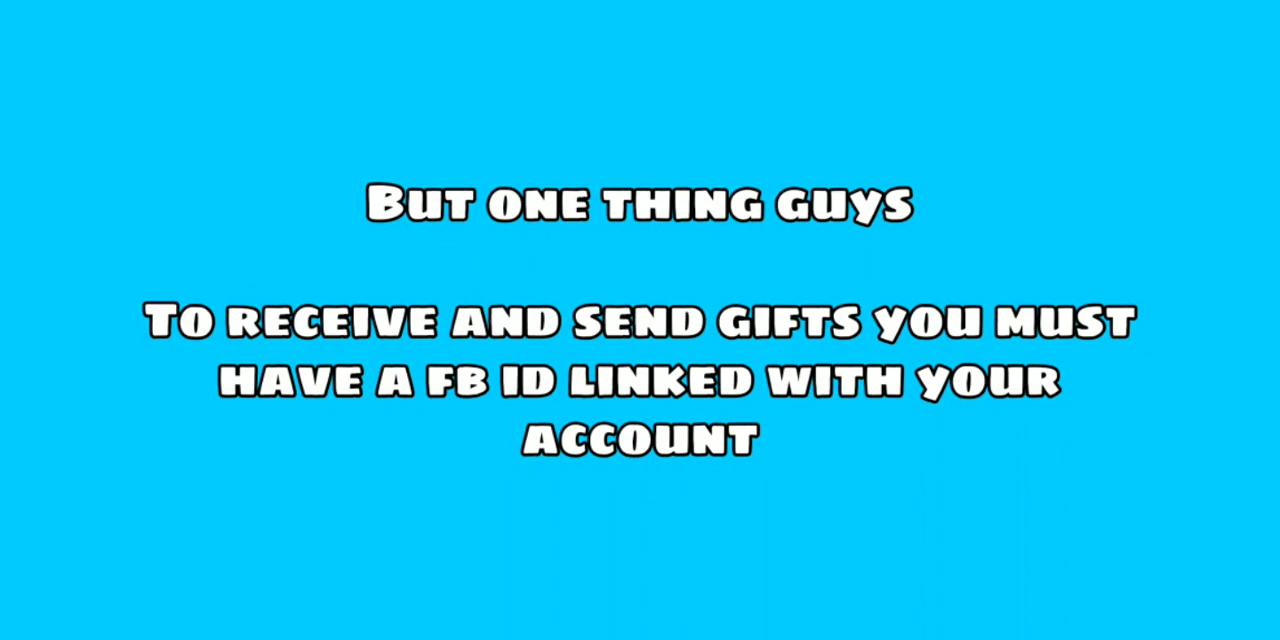 But one thing guys
To receive and send gifts you must
have a fb id linked with your
account